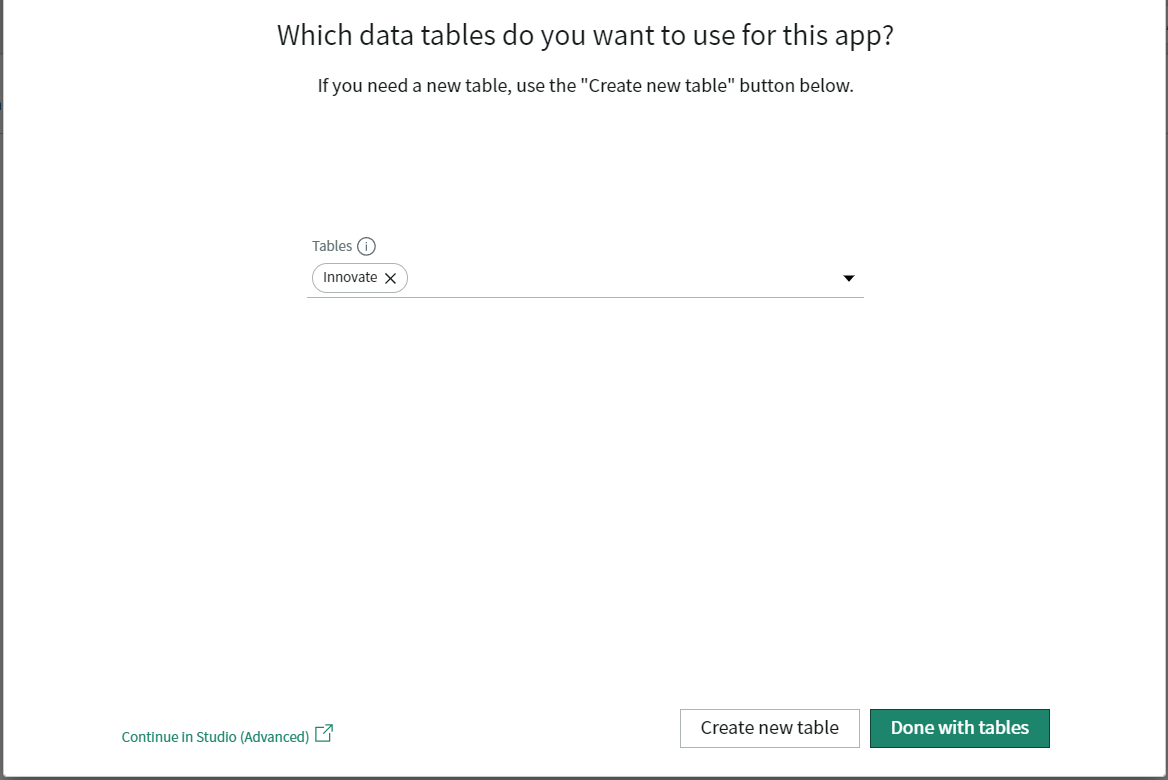 Which data tables do you want to use for this app?
If you need a new table, use the "Create new table" button below.
Tables
Innovate
Continue in Studio (Advanced)
Create new table
Done with tables